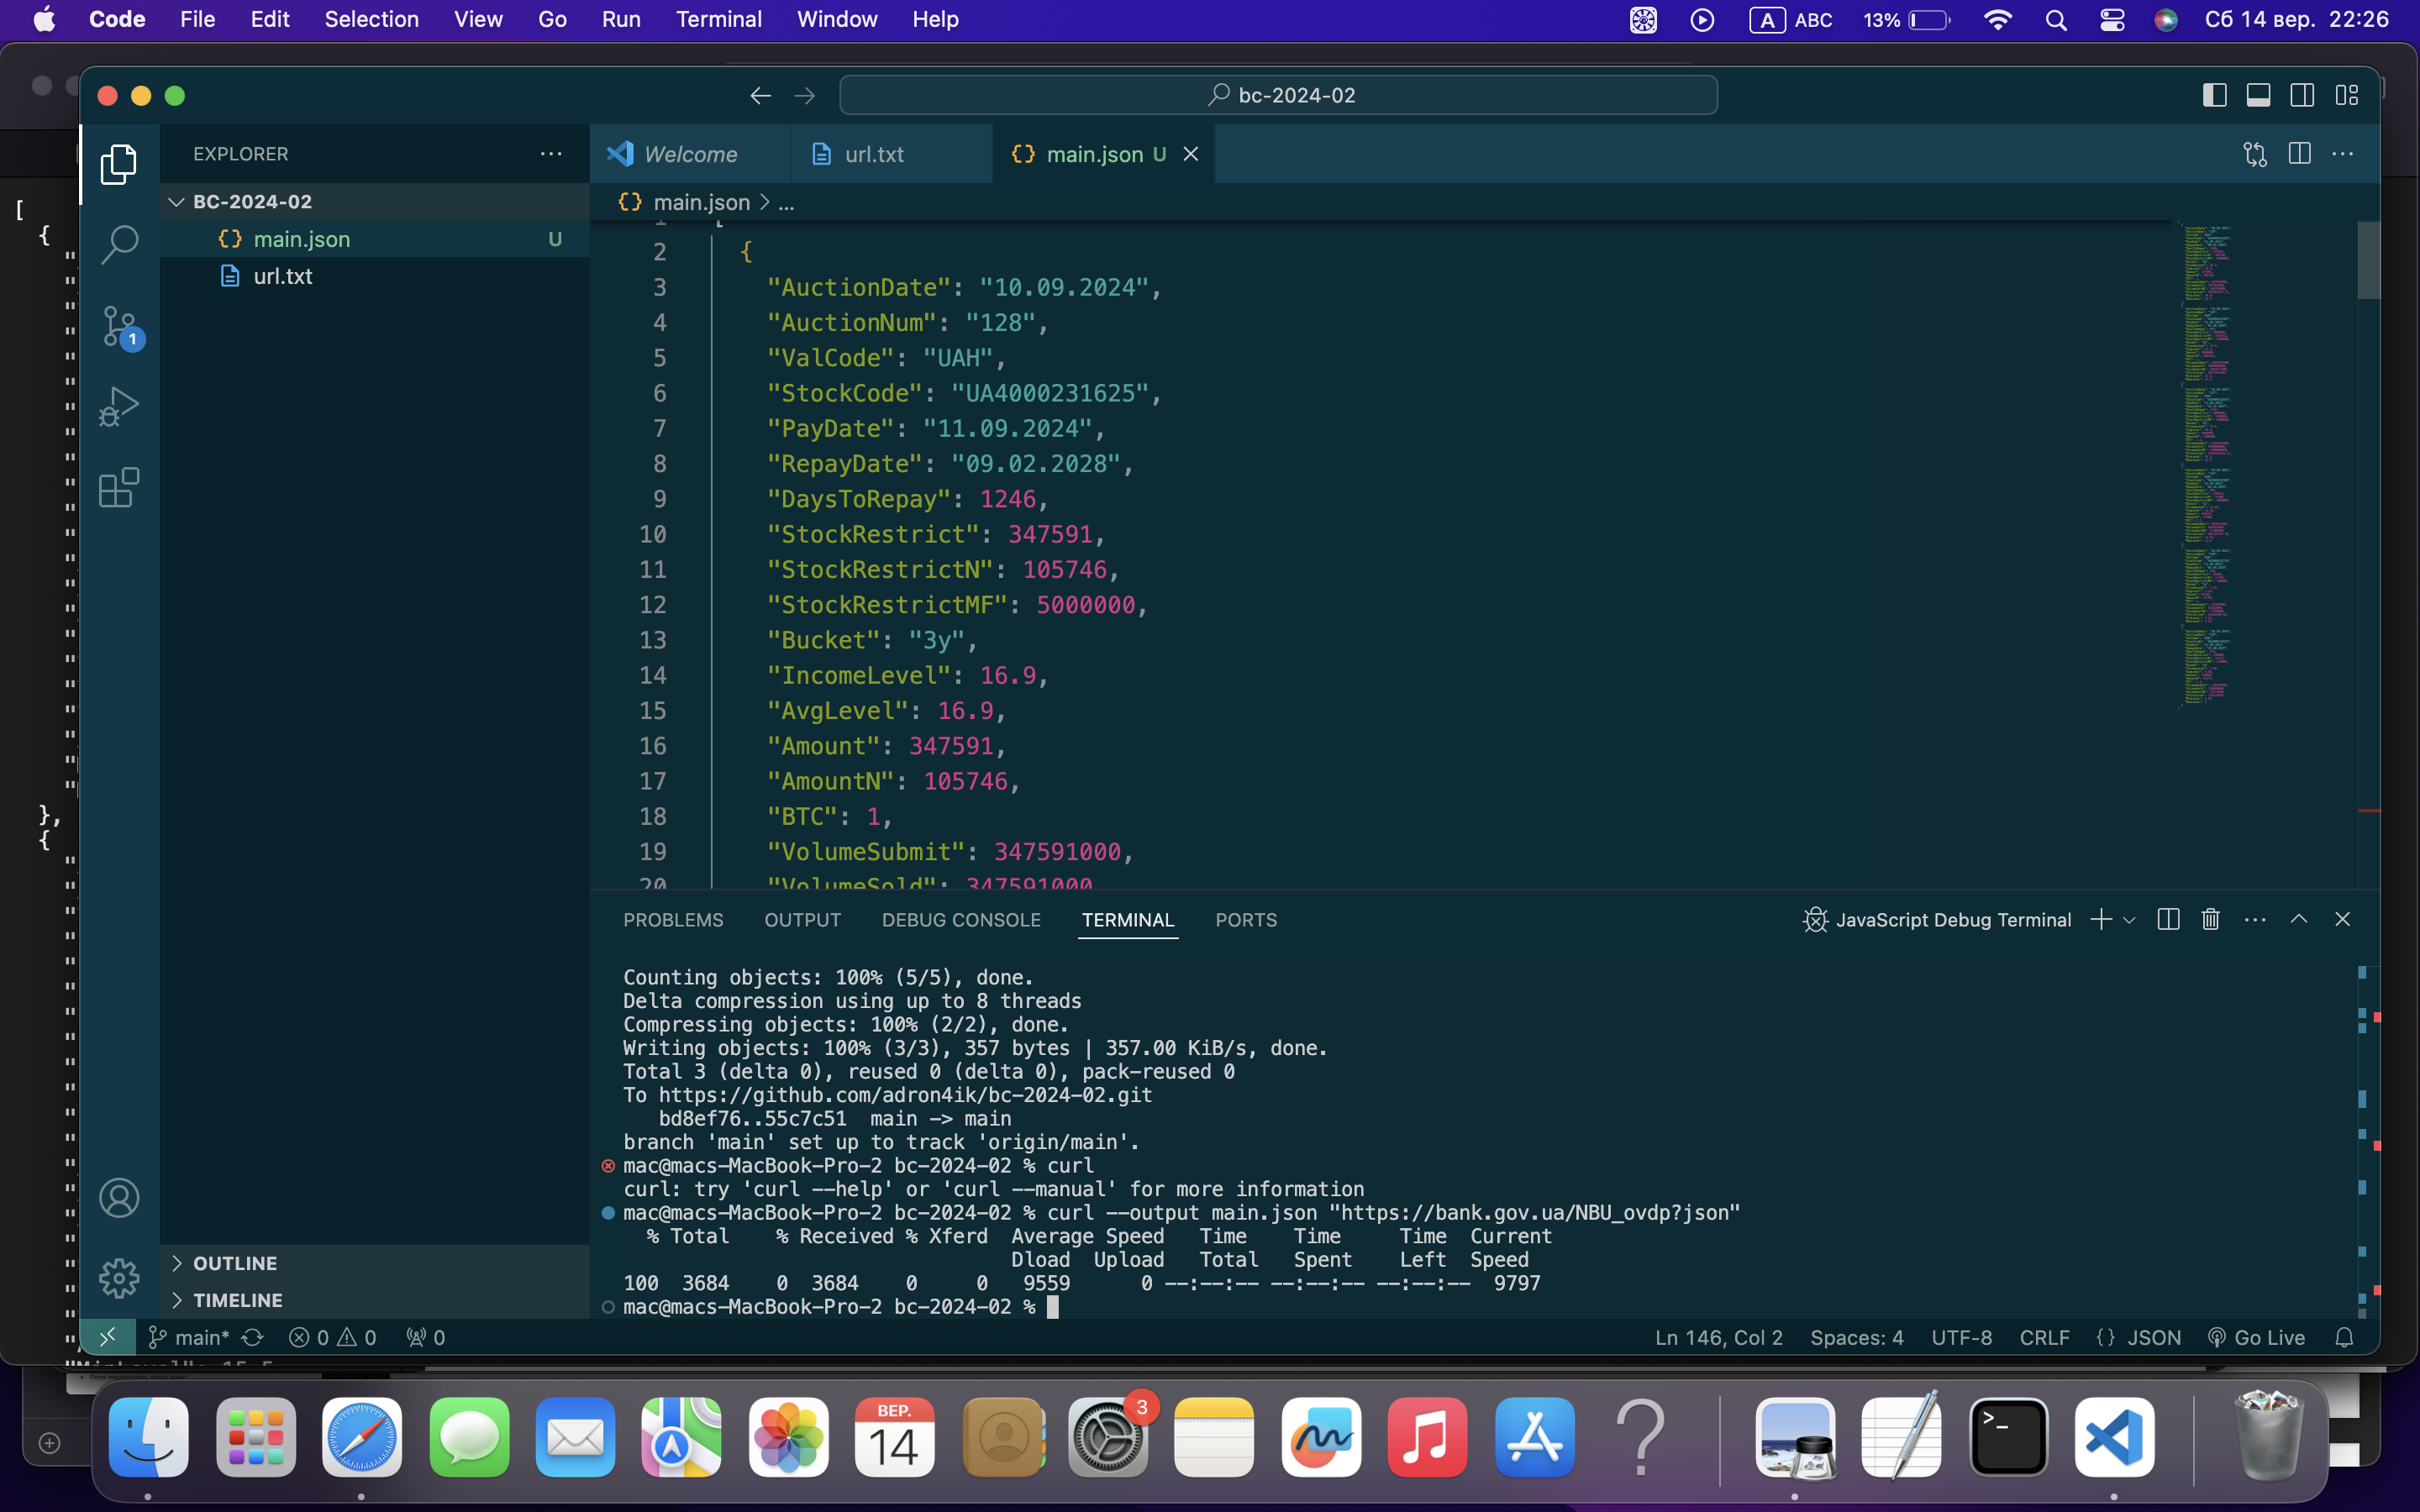 Code File Edit Selection View Go Run Terminal Window Help A ABC 13% Сб 14 вер. 22:26
bc-2024-02
EXPLORER
BC-2024-02
{} main.json U
url.txt
1
OUTLINE
TIMELINE
Welcome url.txt {} main.json U
{} main.json > ...
1 [
2 {
3 "AuctionDate": "10.09.2024",
4 "AuctionNum": "128",
5 "ValCode": "UAH",
6 "StockCode": "UA4000231625",
7 "PayDate": "11.09.2024",
8 "RepayDate": "09.02.2028",
9 "DaysToRepay": 1246,
10 "StockRestrict": 347591,
11 "StockRestrictN": 105746,
12 "StockRestrictMF": 5000000,
13 "Bucket": "3y",
14 "IncomeLevel": 16.9,
15 "AvgLevel": 16.9,
16 "Amount": 347591,
17 "AmountN": 105746,
18 "BTC": 1,
19 "VolumeSubmit": 347591000,
20 "VolumeSold": 347591000
PROBLEMS OUTPUT DEBUG CONSOLE TERMINAL PORTS JavaScript Debug Terminal
Counting objects: 100% (5/5), done.
Delta compression using up to 8 threads
Compressing objects: 100% (2/2), done.
Writing objects: 100% (3/3), 357 bytes | 357.00 KiB/s, done.
Total 3 (delta 0), reused 0 (delta 0), pack-reused 0
To https://github.com/adron4ik/bc-2024-02.git
bd8ef76..55c7c51 main -> main
branch 'main' set up to track 'origin/main'.
mac@macs-MacBook-Pro-2 bc-2024-02 % curl
curl: try 'curl --help' or 'curl --manual' for more information
mac@macs-MacBook-Pro-2 bc-2024-02 % curl --output main.json "https://bank.gov.ua/NBU_ovdp?json"
% Total % Received % Xferd Average Speed Time Time Time Current
Dload Upload Total Spent Left Speed
100 3684 0 3684 0 0 9559 0 --:--:-- --:--:-- --:--:-- 9797
mac@macs-MacBook-Pro-2 bc-2024-02 %
main* 0 0 0 Ln 146, Col 2 Spaces: 4 UTF-8 CRLF {} JSON Go Live
[
{
},
{
ВЕР.
14
3